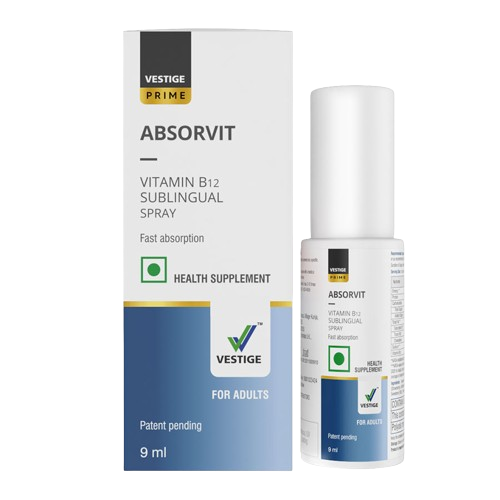 VESTIGE
PRIME
ABSORVIT
VITAMIN B12
SUBLINGUAL
SPRAY
Fast absorption
HEALTH SUPPLEMENT
TM
VESTIGE
FOR ADULTS
Patent pending
9 ml
VESTIGE
PRIME
ABSORVIT
VITAMIN B12
SUBLINGUAL
SPRAY
Fast absorption
HEALTH
SUPPLEMENT
VESTIGE
FOR ADULTS
Patent pending
9 ml